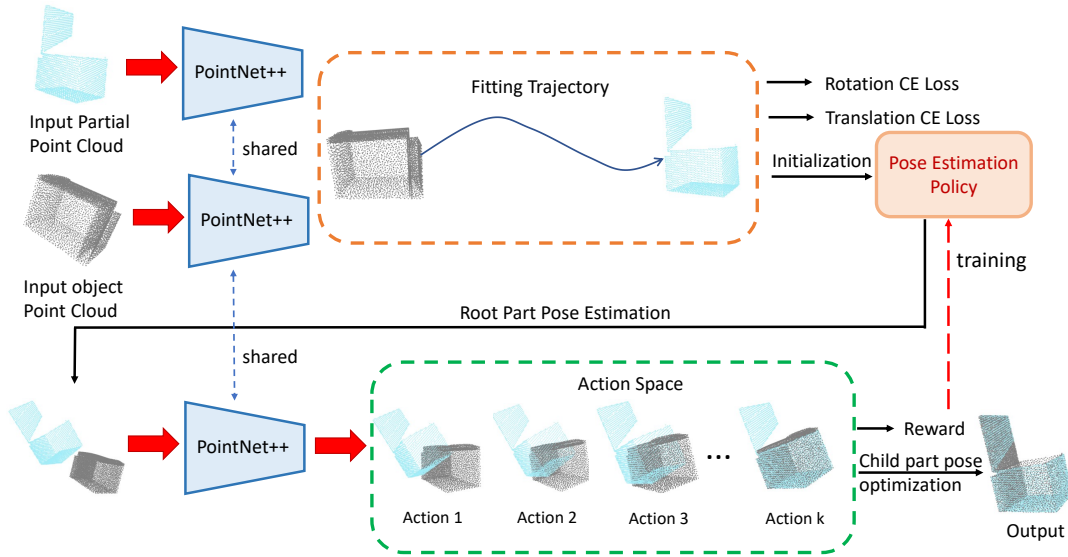 PointNet++
Input Partial
Point Cloud
shared
PointNet++
Input object
Point Cloud
Fitting Trajectory
Rotation CE Loss
Translation CE Loss
Initialization
Pose Estimation
Policy
training
Root Part Pose Estimation
shared
PointNet++
Action Space
...
Action 1
Action 2
Action 3
Action k
Reward
Child part pose
optimization
Output